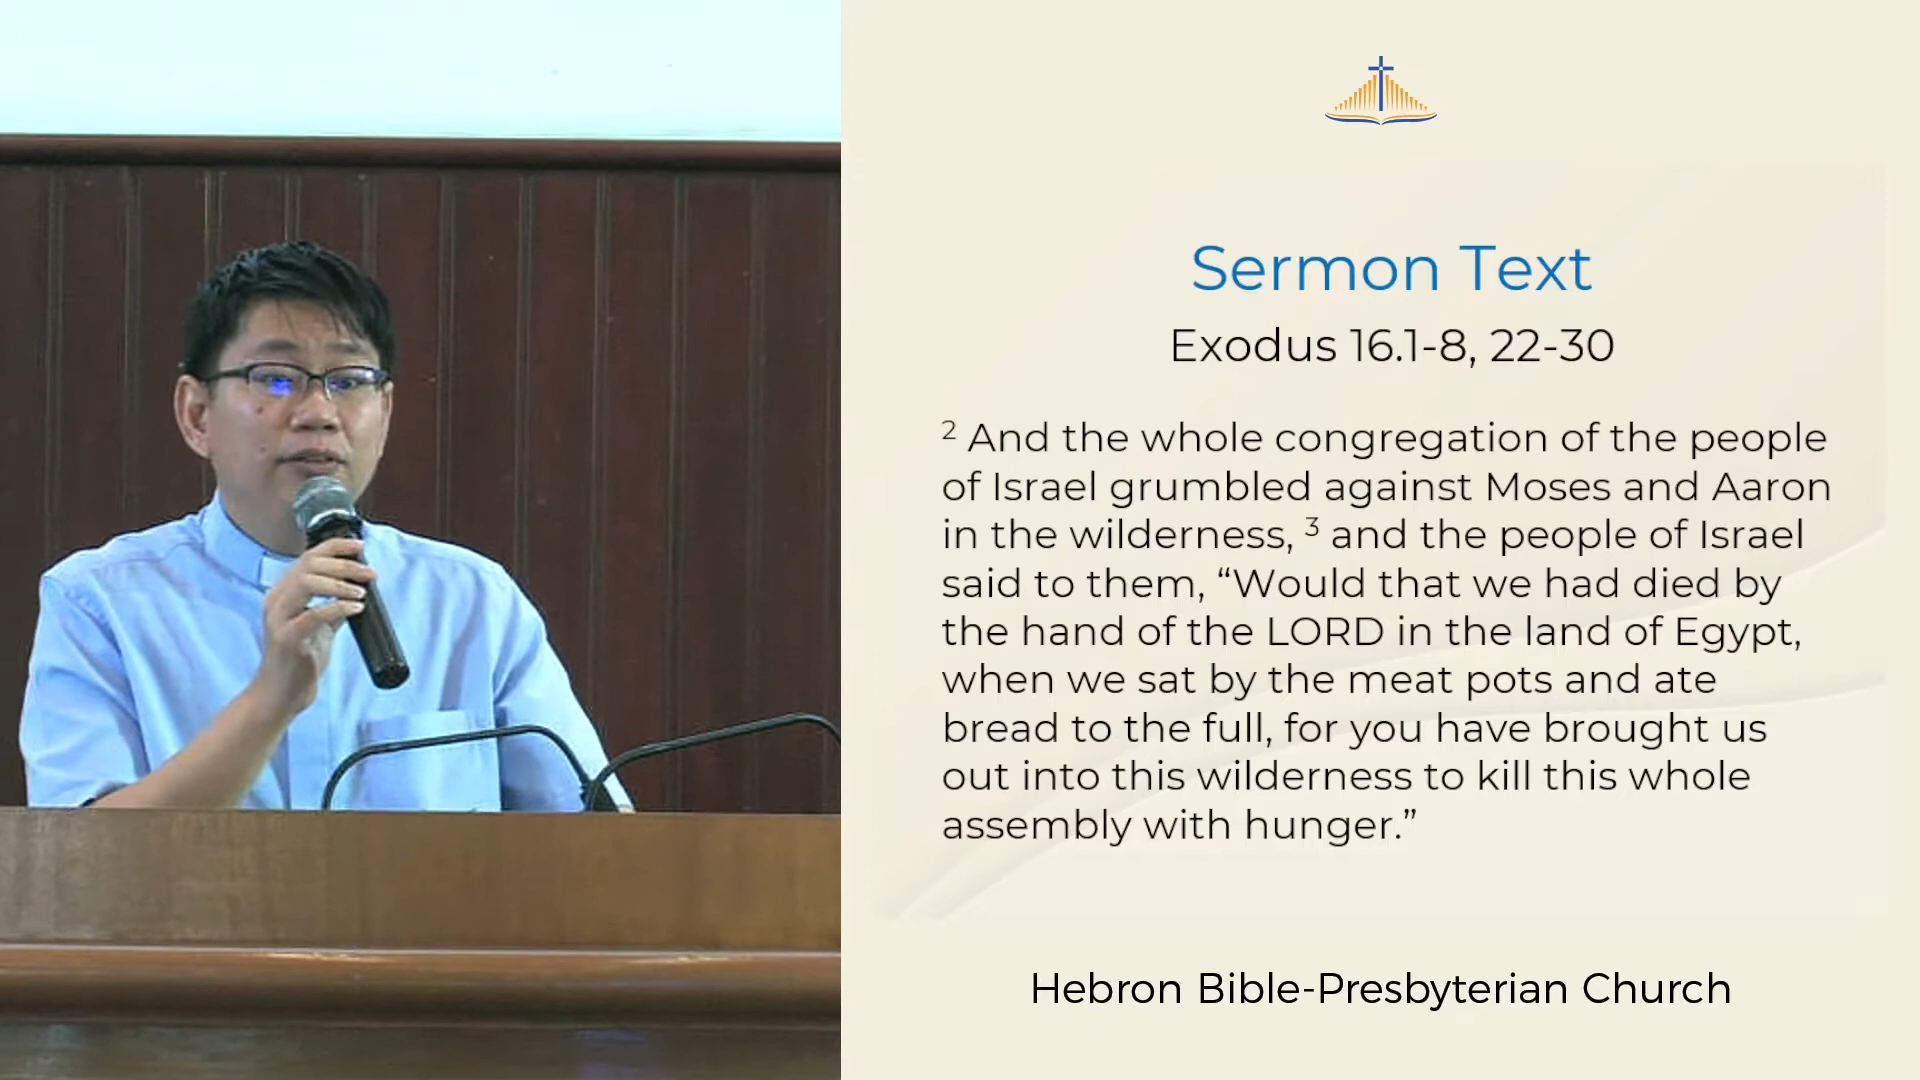 Sermon Text
Exodus 16.1-8, 22-30
² And the whole congregation of the people
of Israel grumbled against Moses and Aaron
in the wilderness, ³ and the people of Israel
said to them, “Would that we had died by
the hand of the LORD in the land of Egypt,
when we sat by the meat pots and ate
bread to the full, for you have brought us
out into this wilderness to kill this whole
assembly with hunger.”
Hebron Bible-Presbyterian Church